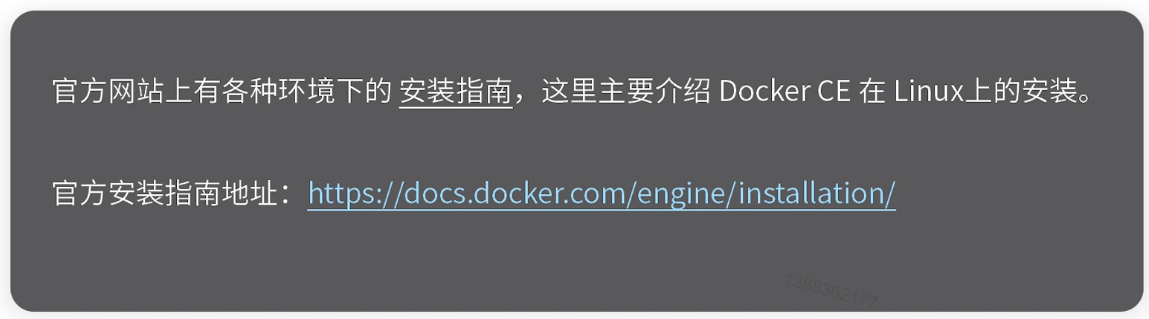 官方网站上有各种环境下的 安装指南，这里主要介绍 Docker CE 在 Linux上的安装。
官方安装指南地址：https://docs.docker.com/engine/installation/
1388362177